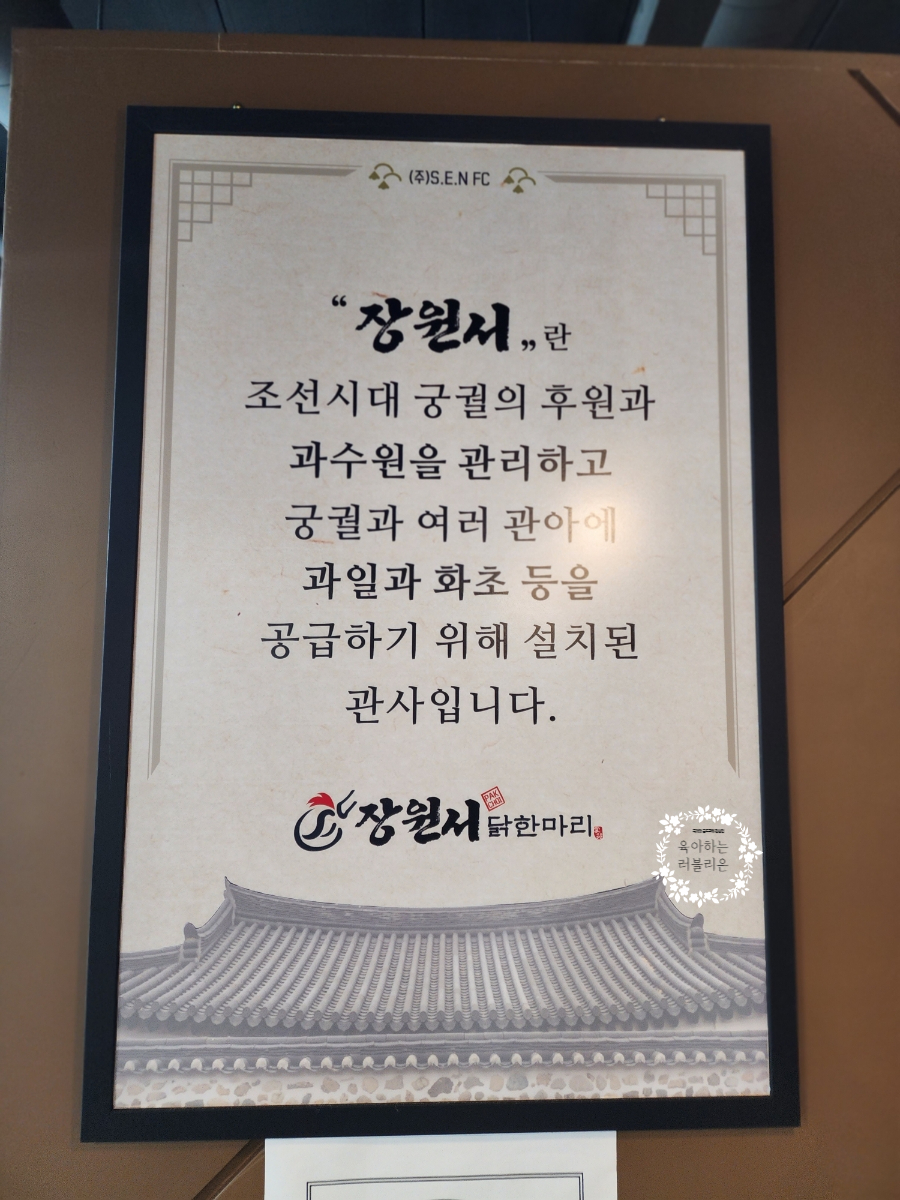 (주)S.E.N FC
“장원서„란
조선시대 궁궐의 후원과
과수원을 관리하고
궁궐과 여러 관아에
과일과 화초 등을
공급하기 위해 설치된
관사입니다.
장원서 닭한마리
육아하는
러블리은